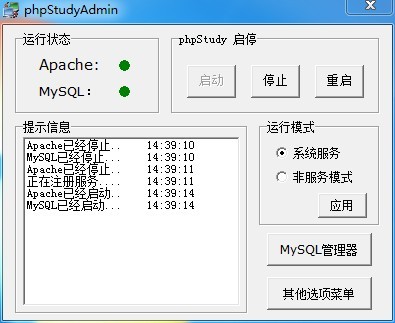 phpStudyAdmin
运行状态
Apache:
MySQL:
phpStudy 启停
启动
停止
重启
提示信息
Apache已经停止.. 14:39:10
MySQL已经停止... 14:39:10
Apache已经停止.. 14:39:11
正在注册服务.... 14:39:11
Apache已经启动.. 14:39:14
MySQL已经启动... 14:39:14
运行模式
系统服务
非服务模式
应用
MySQL管理器
其他选项菜单